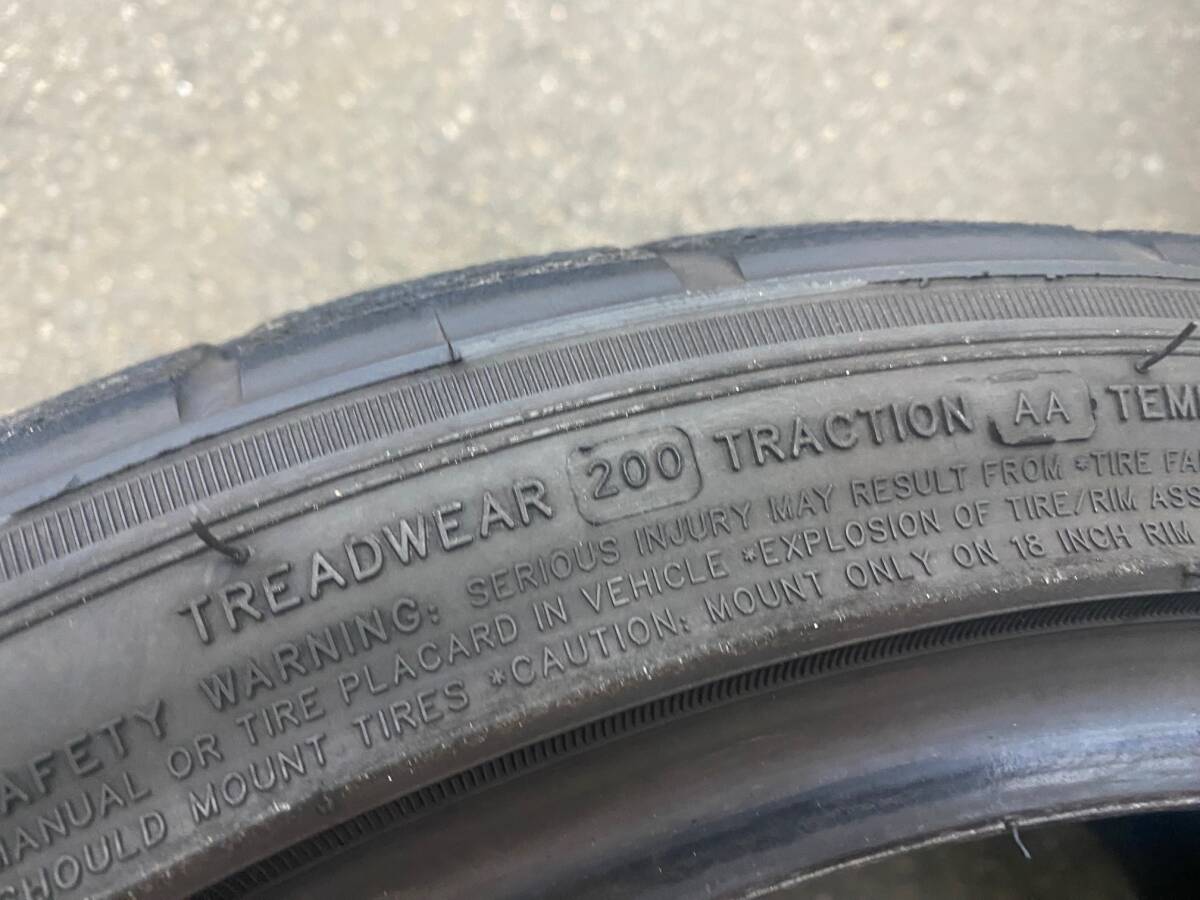 TREADWEAR 200 TRACTION AA TEM
SAFETY WARNING: SERIOUS INJURY MAY RESULT FROM *TIRE FA
MANUAL OR TIRE PLACARD IN VEHICLE *EXPLOSION OF TIRE/RIM ASS
SHOULD MOUNT TIRES *CAUTION: MOUNT ONLY ON 18 INCH RIM